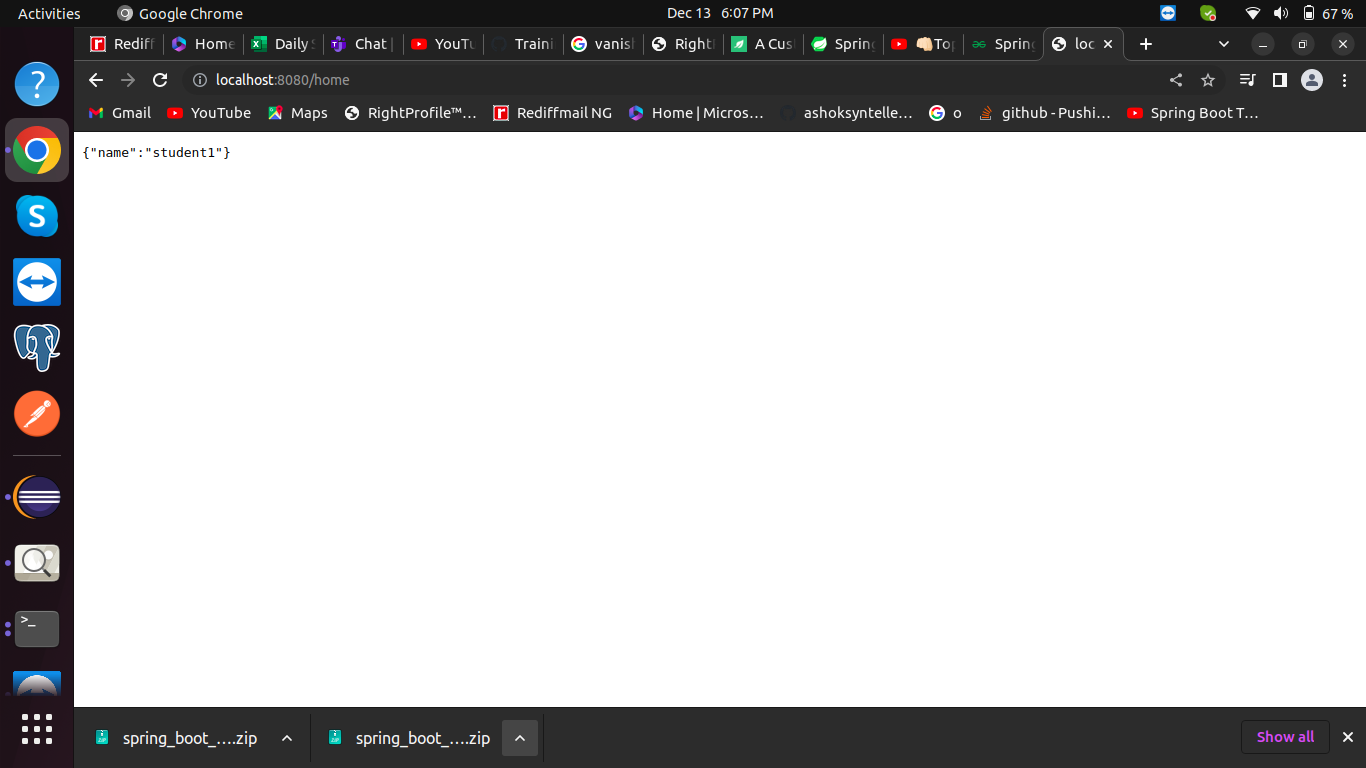 Activities Google Chrome Dec 13 6:07 PM 67 %
Rediff Home Daily S Chat | YouTu Traini vanish Right A Cus Spring 👊🏻Top Spring loc
localhost:8080/home
Gmail YouTube Maps RightProfile™… Rediffmail NG Home | Micros… ashoksyntelle… o github - Pushi… Spring Boot T…
{"name":"student1"}
spring_boot_….zip spring_boot_….zip Show all